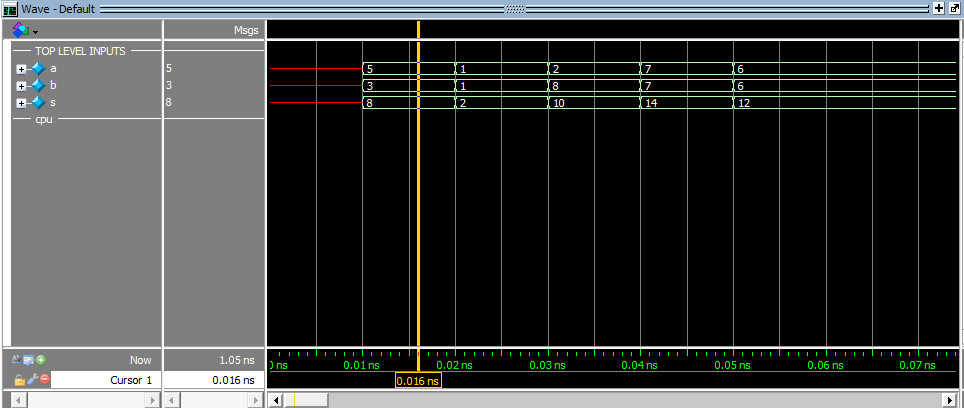 Wave - Default
Msgs
TOP LEVEL INPUTS
a 5 5 1 2 7 6
b 3 3 1 8 7 6
s 8 8 2 10 14 12
cpu
Now 1.05 ns 0 ns 0.01 ns 0.02 ns 0.03 ns 0.04 ns 0.05 ns 0.06 ns 0.07 ns
Cursor 1 0.016 ns 0.016 ns